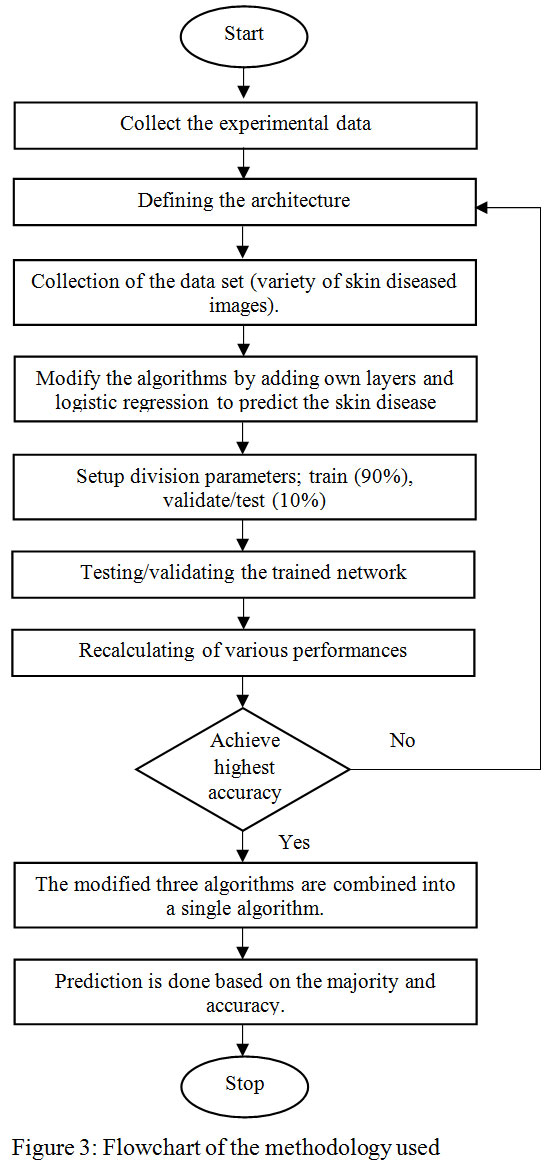 Start
Collect the experimental data
Defining the architecture
Collection of the data set (variety of skin diseased
images).
Modify the algorithms by adding own layers and
logistic regression to predict the skin disease
Setup division parameters; train (90%),
validate/test (10%)
Testing/validating the trained network
Recalculating of various performances
Achieve
highest
accuracy
No
Yes
The modified three algorithms are combined into
a single algorithm.
Prediction is done based on the majority and
accuracy.
Stop
Figure 3: Flowchart of the methodology used